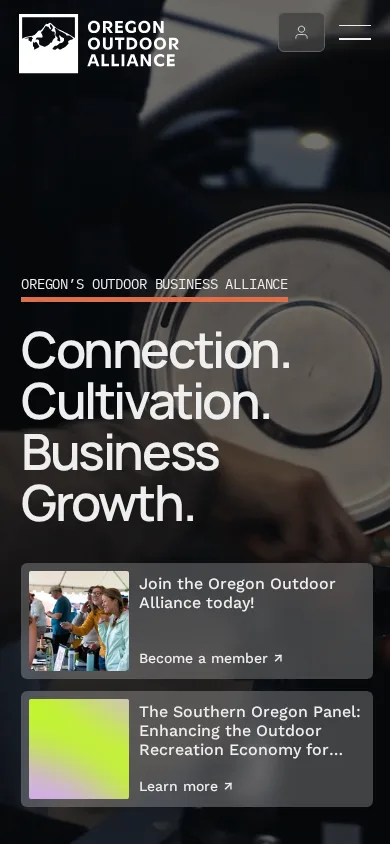 OREGON
OUTDOOR
ALLIANCE
OREGON’S OUTDOOR BUSINESS ALLIANCE
Connection.
Cultivation.
Business
Growth.
Join the Oregon Outdoor
Alliance today!
Become a member ↗
The Southern Oregon Panel:
Enhancing the Outdoor
Recreation Economy for...
Learn more ↗